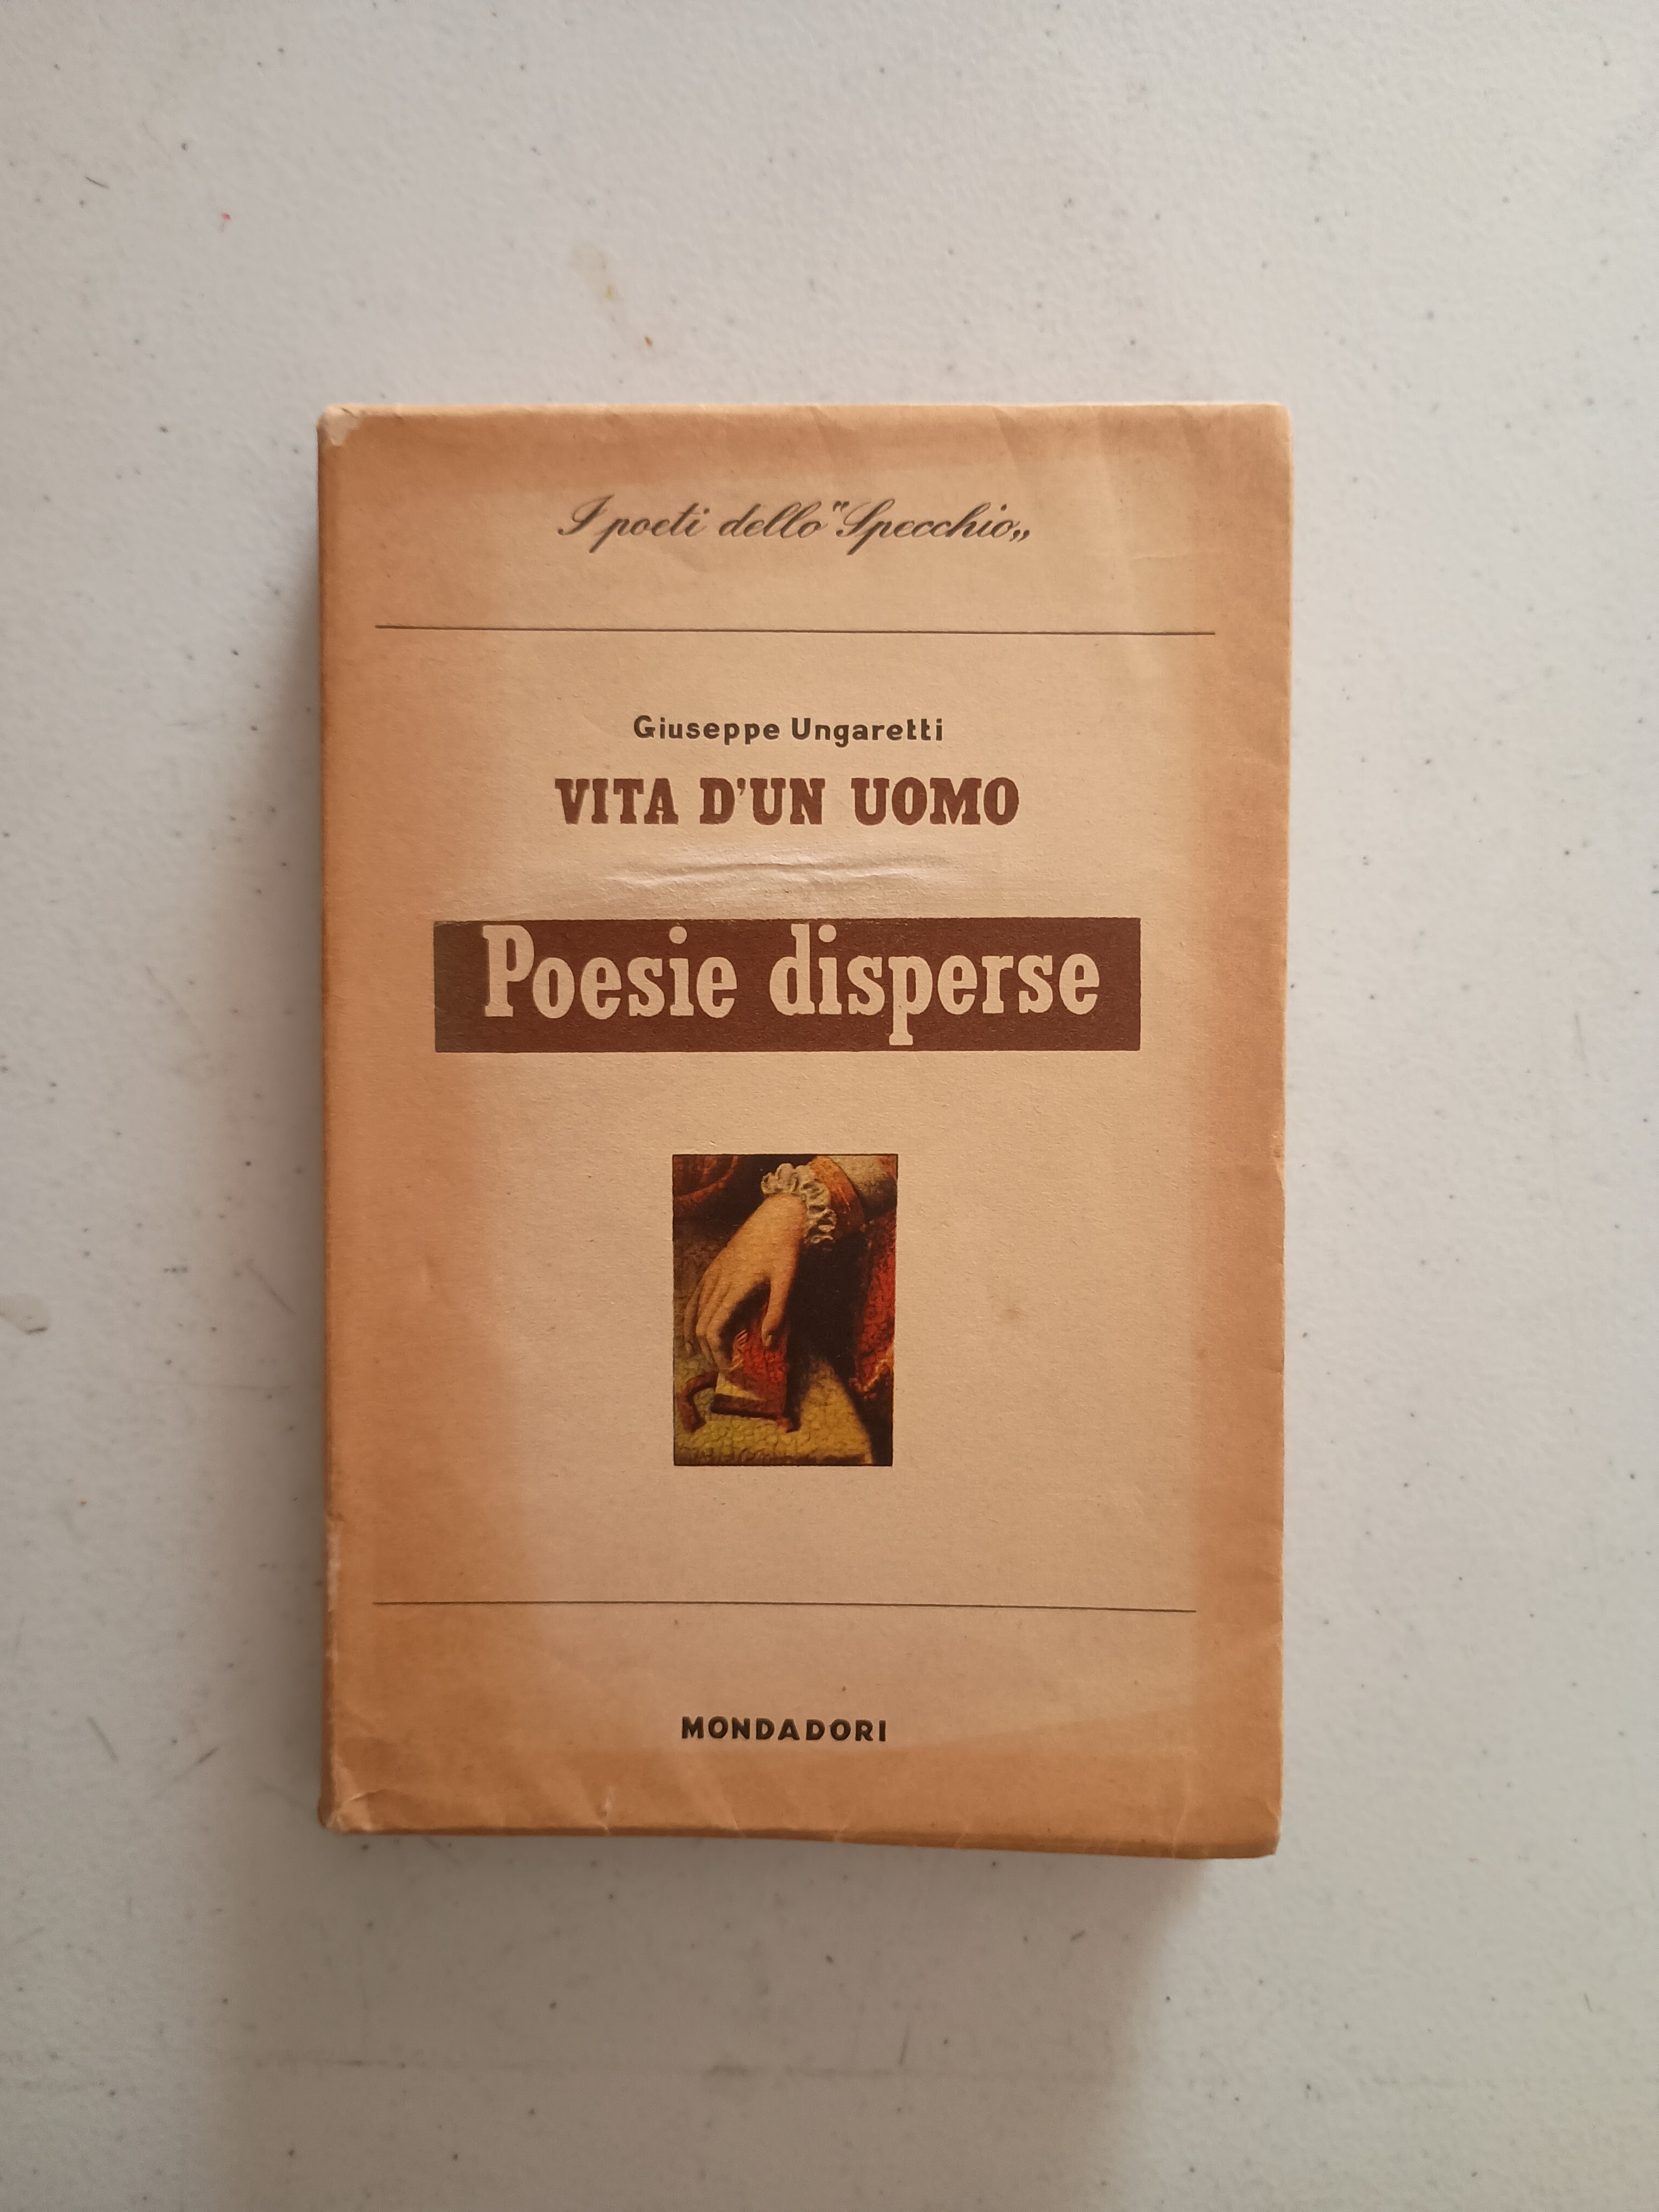 I poeti dello "Specchio„
Giuseppe Ungaretti
VITA D'UN UOMO
Poesie disperse
MONDADORI